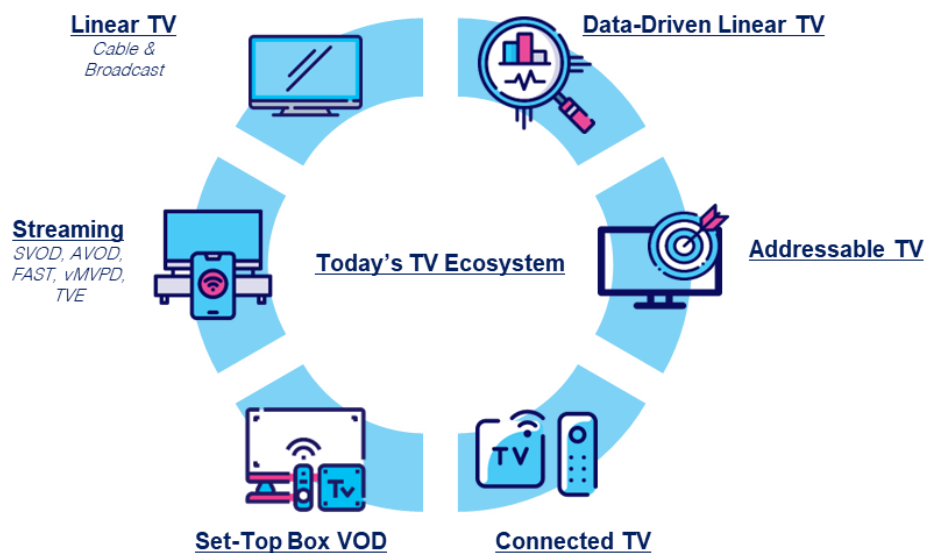 Linear TV
Cable &
Broadcast
Data-Driven Linear TV
Streaming
SVOD, AVOD,
FAST, vMVPD,
TVE
Today's TV Ecosystem
Addressable TV
TV
Tv
Set-Top Box VOD
Connected TV